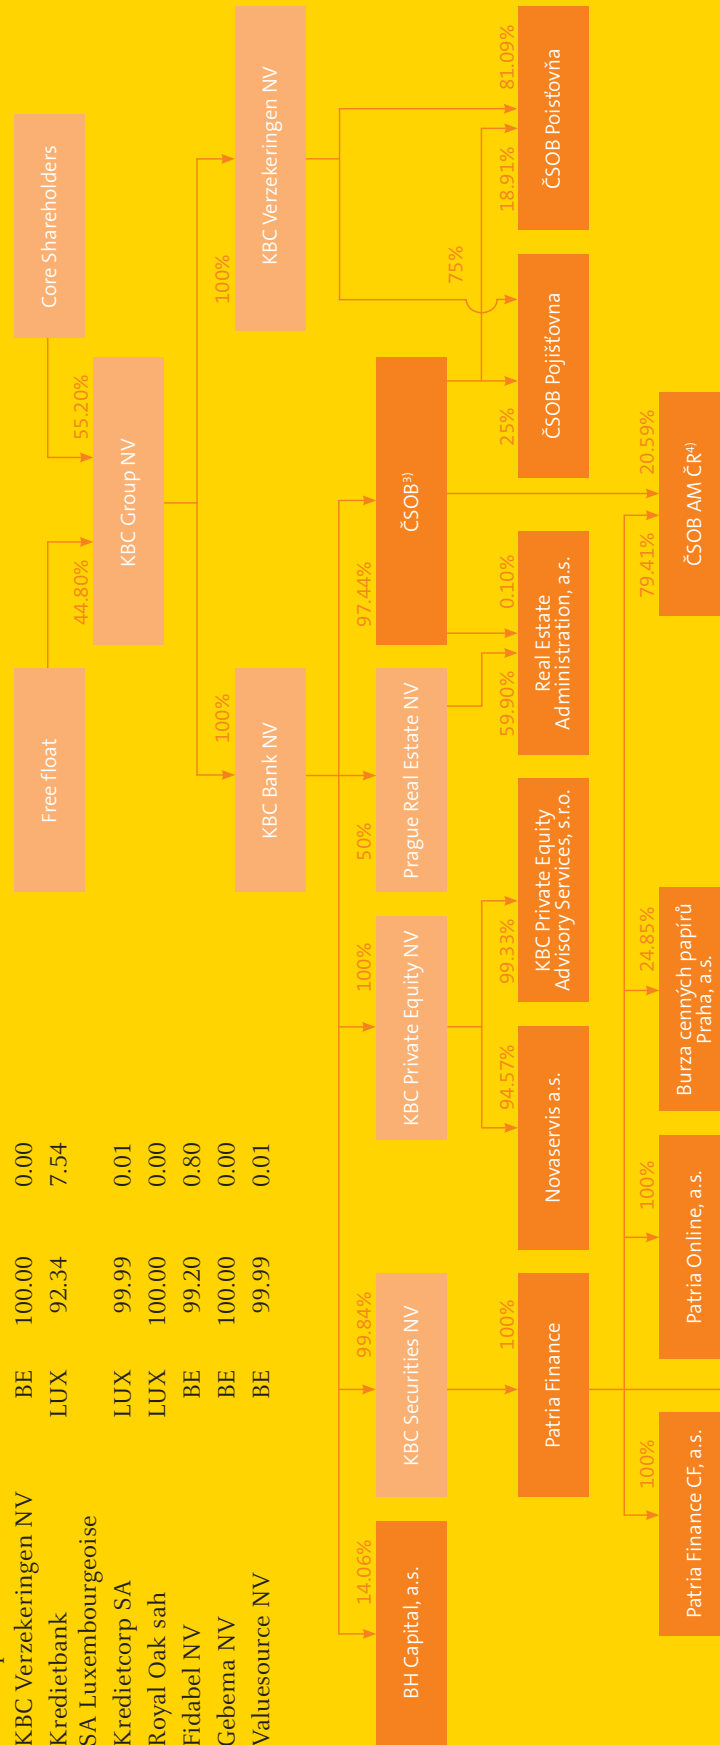 KBC Verzekeringen NV BE 100.00 0.00
Kredietbank LUX 92.34 7.54
SA Luxembourgeoise
Kredietcorp SA LUX 99.99 0.01
Royal Oak sah LUX 100.00 0.00
Fidabel NV BE 99.20 0.80
Gebema NV BE 100.00 0.00
Valuesource NV BE 99.99 0.01
Free float
Core Shareholders
44.80%
55.20%
KBC Group NV
100%
100%
KBC Bank NV
KBC Verzekeringen NV
14.06%
99.84%
100%
50%
97.44%
BH Capital, a.s.
KBC Securities NV
KBC Private Equity NV
Prague Real Estate NV
ČSOB3)
75%
100%
94.57%
99.33%
59.90%
0.10%
25%
18.91%
81.09%
Patria Finance
Novaservis a.s.
KBC Private Equity
Advisory Services, s.r.o.
Real Estate
Administration, a.s.
ČSOB Pojišťovna
ČSOB Poisťovňa
100%
100%
24.85%
79.41%
20.59%
Patria Finance CF, a.s.
Patria Online, a.s.
Burza cenných papírů
Praha, a.s.
ČSOB AM ČR4)